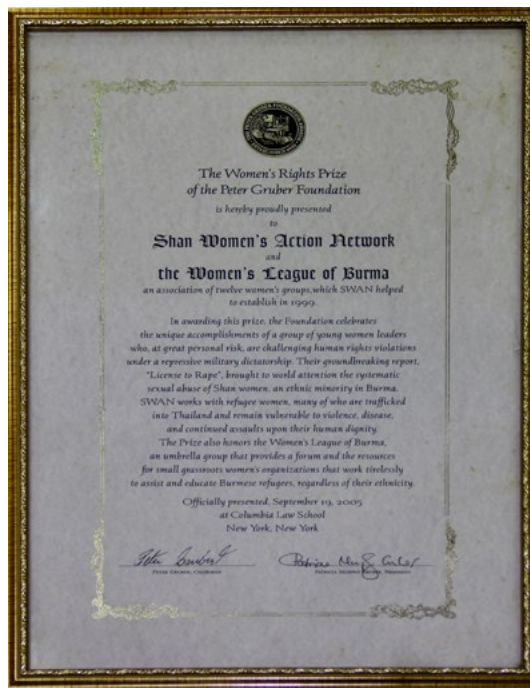 The Women's Rights Prize
of the Peter Gruber Foundation
is hereby proudly presented
to
Shan Women's Action Network
and
the Women's League of Burma
an association of twelve women's groups, which SWAN helped
to establish in 1999.
In awarding this prize, the Foundation celebrates
the unique accomplishments of a group of young women leaders
who, at great personal risk, are challenging human rights violations
under a repressive military dictatorship. Their groundbreaking report,
"License to Rape", brought to world attention the systematic
sexual abuse of Shan women, an ethnic minority in Burma.
SWAN works with refugee women, many of who are trafficked
into Thailand and remain vulnerable to violence, disease,
and continued assaults upon their human dignity.
The Prize also honors the Women's League of Burma,
an umbrella group that provides a forum and the resources
for small grassroots women's organizations that work tirelessly
to assist and educate Burmese refugees, regardless of their ethnicity.
Officially presented, September 19, 2005
at Columbia Law School
New York, New York
Peter Gruber, Chairman
Patricia Murphy Gruber, President